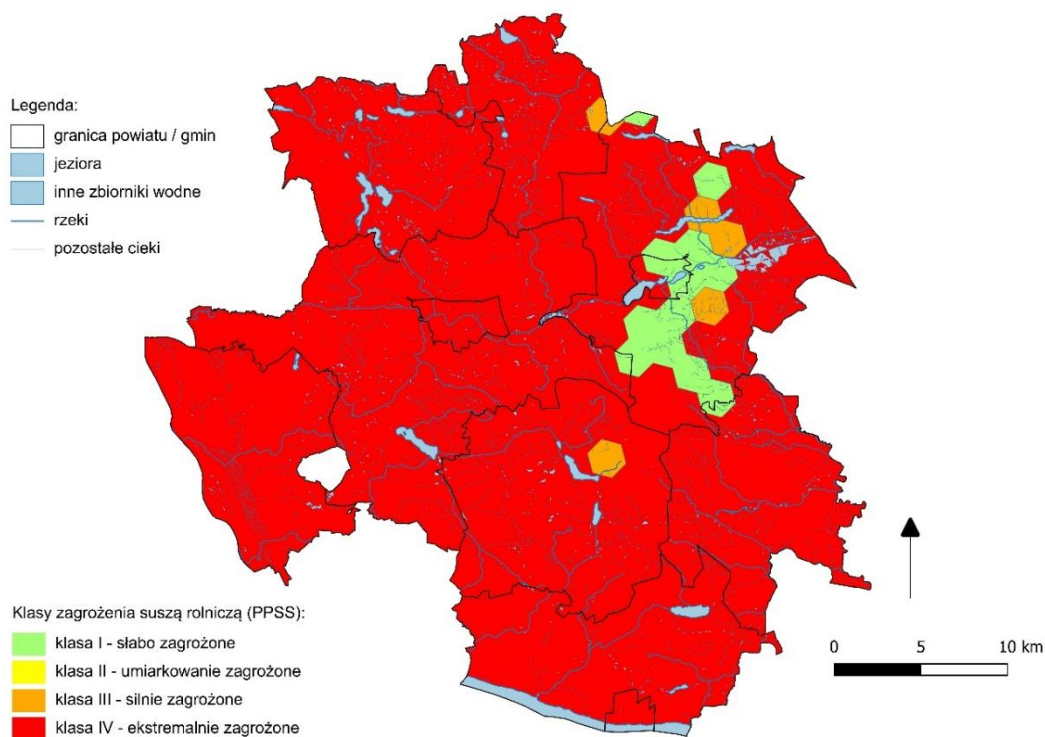 Legenda:
granica powiatu / gmin
jeziora
inne zbiorniki wodne
rzeki
pozostałe cieki
Klasy zagrożenia suszą rolniczą (PPSS):
klasa I - słabo zagrożone
klasa II - umiarkowanie zagrożone
klasa III - silnie zagrożone
klasa IV - ekstremalnie zagrożone
0 5 10 km